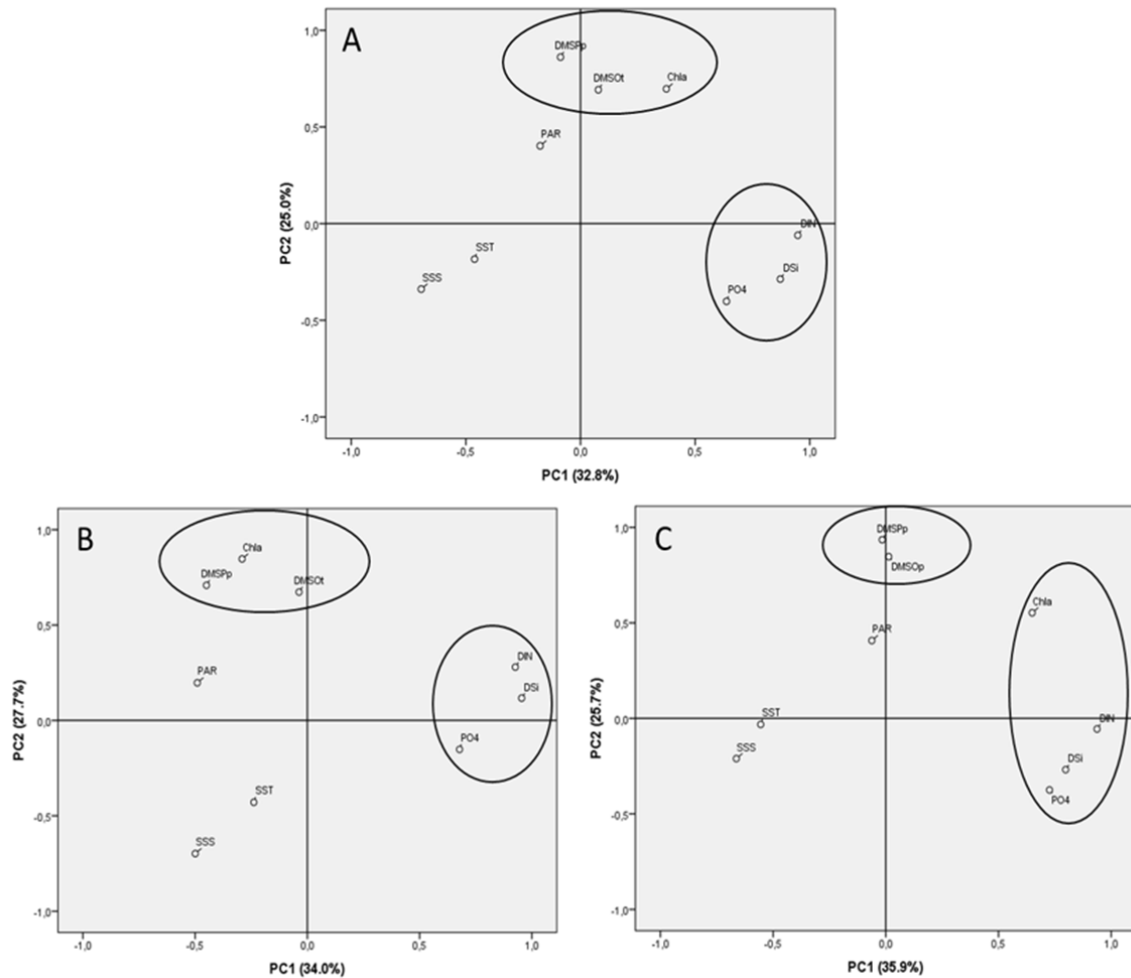 A
1,0
0,5
0,0
-0,5
-1,0
PC2 (25.0%)
DMSPp
DMSOt
Chla
PAR
SST
SSS
DIN
DSi
PO4
-1,0 -0,5 0,0 0,5 1,0
PC1 (32.8%)
B
1,0
0,5
0,0
-0,5
-1,0
PC2 (27.7%)
Chla
DMSPp
DMSOt
PAR
DIN
DSi
PO4
SST
SSS
-1,0 -0,5 0,0 0,5 1,0
PC1 (34.0%)
C
1,0
0,5
0,0
-0,5
-1,0
PC2 (25.7%)
DMSPp
DMSOp
Chla
PAR
SST
SSS
DIN
DSi
PO4
-1,0 -0,5 0,0 0,5 1,0
PC1 (35.9%)